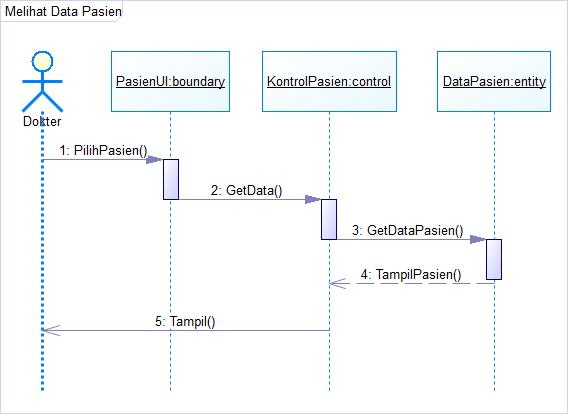 Melihat Data Pasien
PasienUI:boundary
KontrolPasien:control
DataPasien:entity
Dokter
1: PilihPasien()
2: GetData()
3: GetDataPasien()
4: TampilPasien()
5: Tampil()